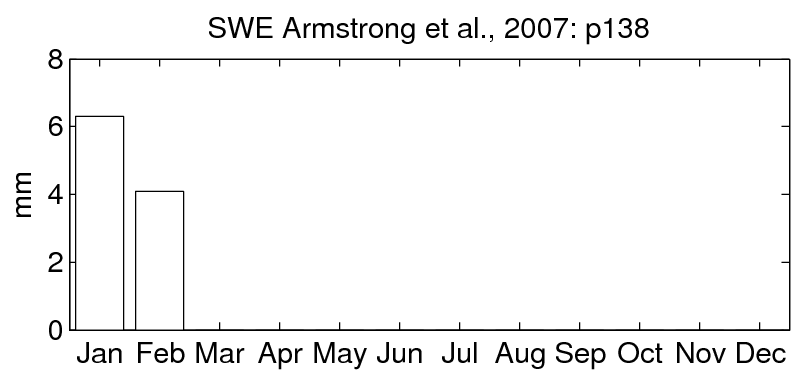 SWE Armstrong et al., 2007: p138
8
6
4
2
0
mm
Jan Feb Mar Apr May Jun Jul Aug Sep Oct Nov Dec